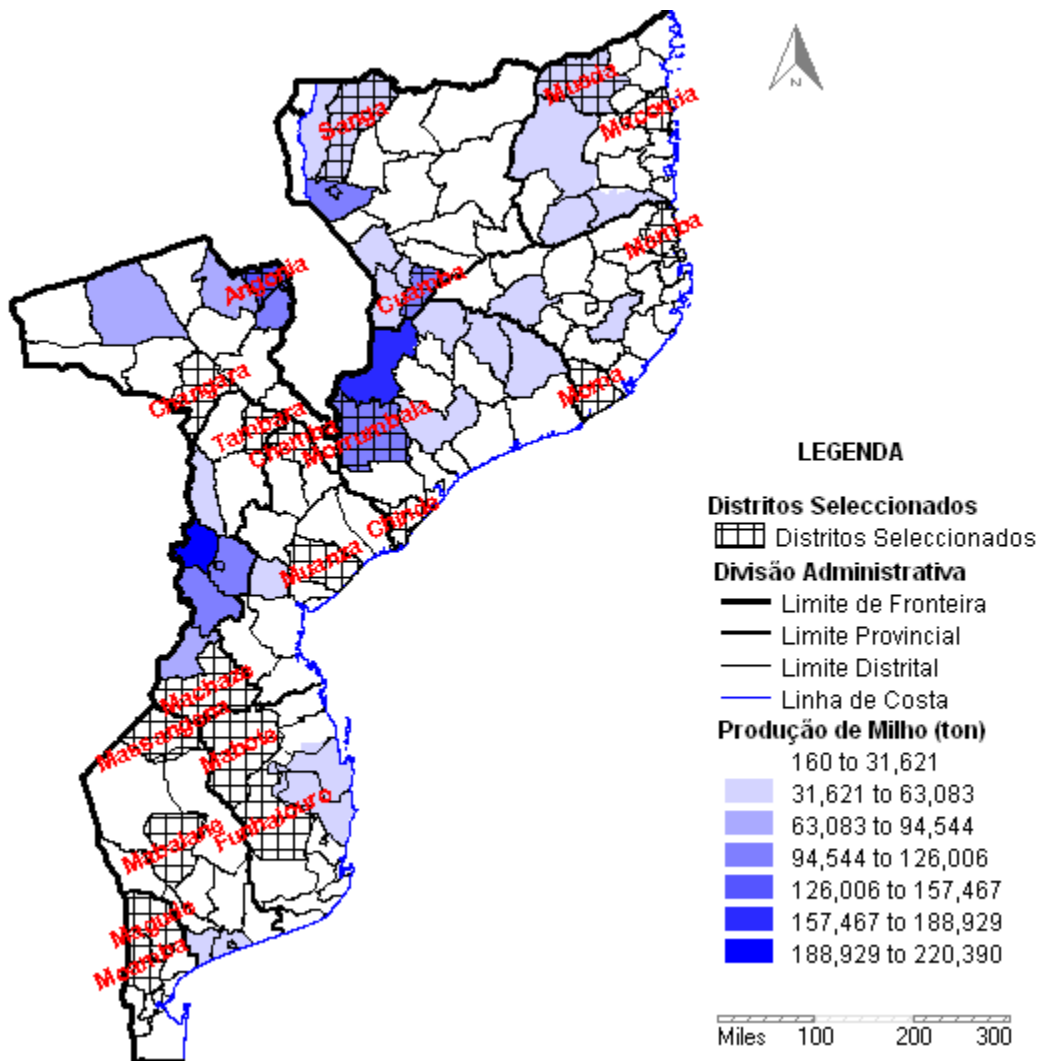 N
Mueda
Macomia
Sanga
Memba
Angonia
Cuamba
Changara
Moma
Tambara
Chemba
Morrumbala
Chinde
Muanza
Machaze
Massangena
Mabote
Funhalouro
Mabalane
Magude
Moamba
LEGENDA
Distritos Seleccionados
Distritos Seleccionados
Divisão Administrativa
Limite de Fronteira
Limite Provincial
Limite Distrital
Linha de Costa
Produção de Milho (ton)
160 to 31,621
31,621 to 63,083
63,083 to 94,544
94,544 to 126,006
126,006 to 157,467
157,467 to 188,929
188,929 to 220,390
Miles 100 200 300